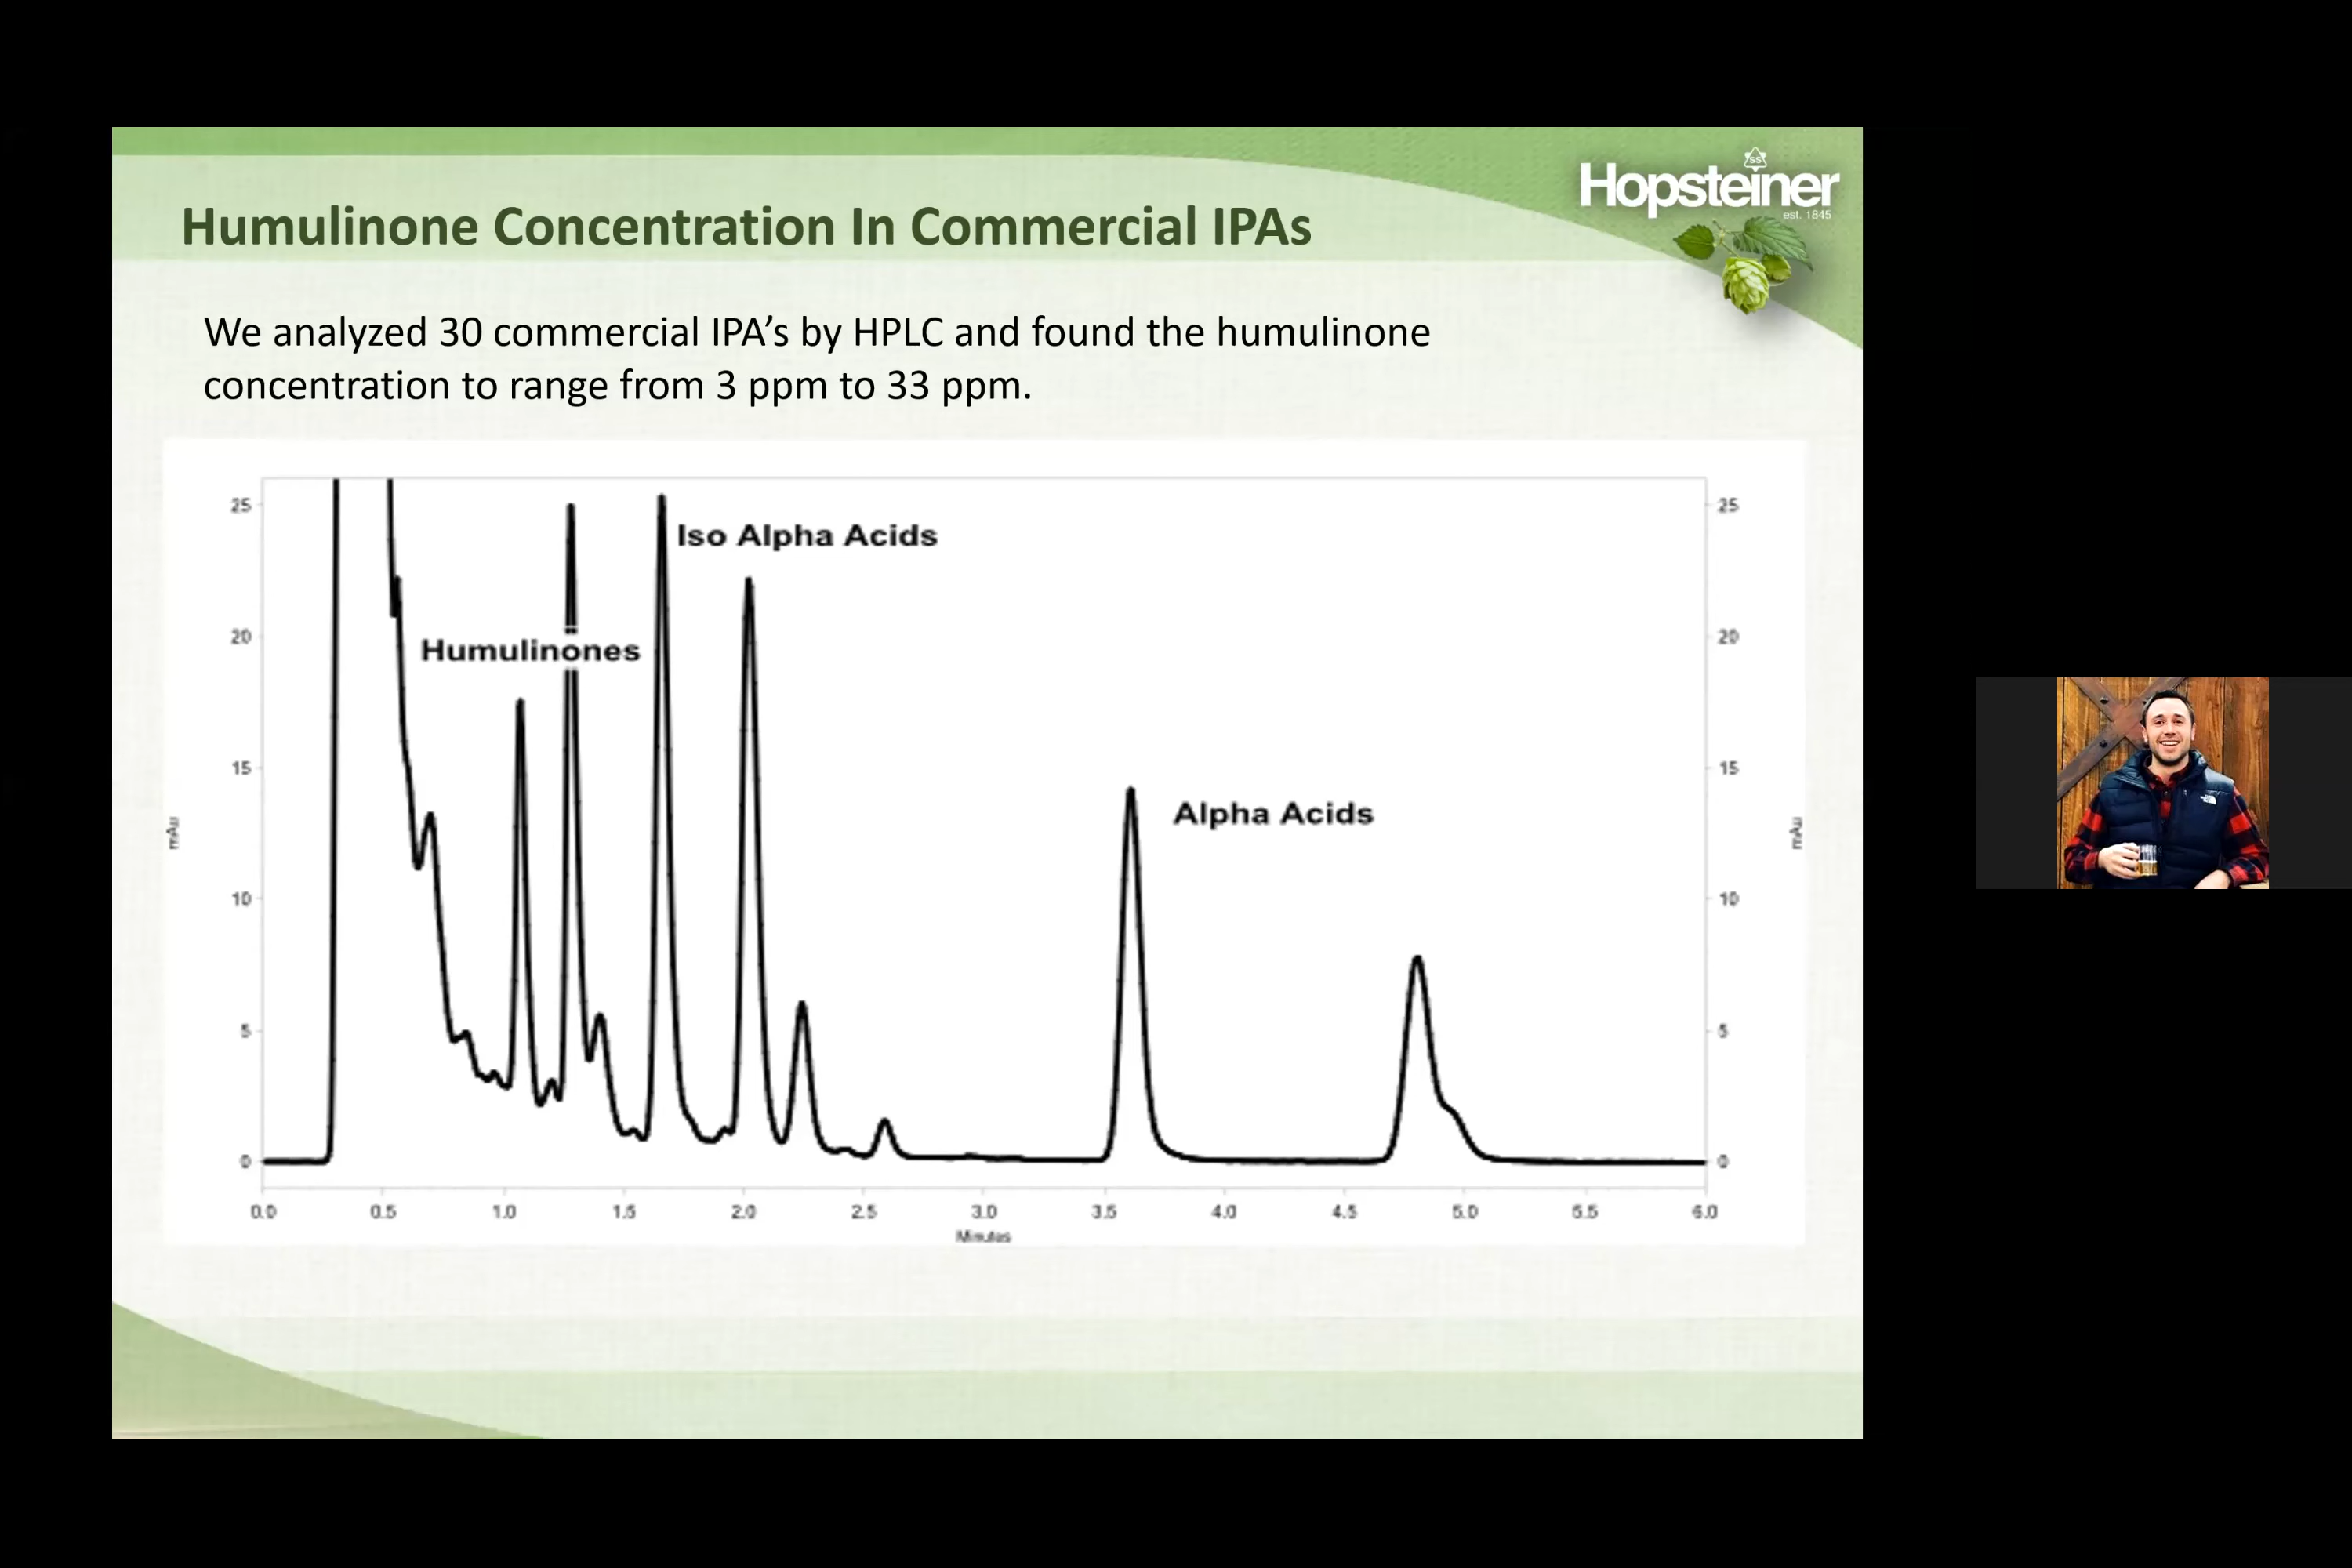 Hopsteiner
SS
est. 1845
Humulinone Concentration In Commercial IPAs
We analyzed 30 commercial IPA’s by HPLC and found the humulinone
concentration to range from 3 ppm to 33 ppm.
25
20
15
10
5
0
mAu
Humulinones
Iso Alpha Acids
Alpha Acids
25
20
15
10
5
0
mAu
0.0 0.5 1.0 1.5 2.0 2.5 3.0 3.5 4.0 4.5 5.0 5.5 6.0
Minutes